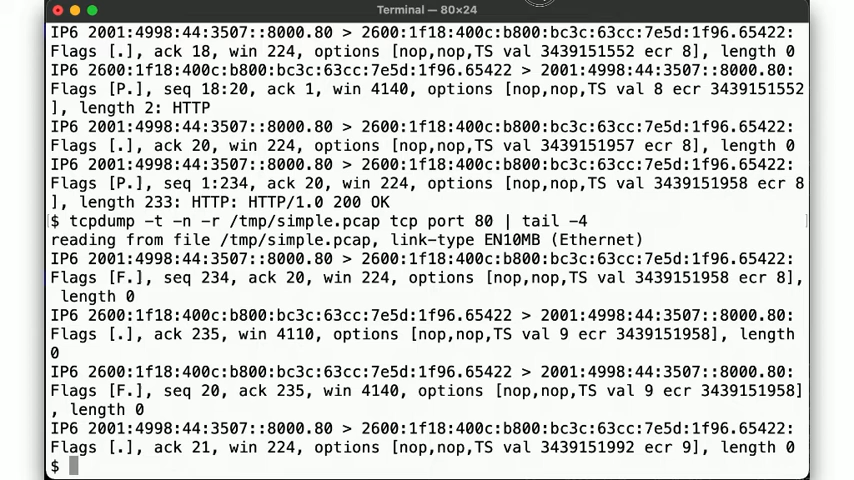 Terminal — 80×24
IP6 2001:4998:44:3507::8000.80 > 2600:1f18:400c:b800:bc3c:63cc:7e5d:1f96.65422:
Flags [.], ack 18, win 224, options [nop,nop,TS val 3439151552 ecr 8], length 0
IP6 2600:1f18:400c:b800:bc3c:63cc:7e5d:1f96.65422 > 2001:4998:44:3507::8000.80:
Flags [P.], seq 18:20, ack 1, win 4140, options [nop,nop,TS val 8 ecr 3439151552
], length 2: HTTP
IP6 2001:4998:44:3507::8000.80 > 2600:1f18:400c:b800:bc3c:63cc:7e5d:1f96.65422:
Flags [.], ack 20, win 224, options [nop,nop,TS val 3439151957 ecr 8], length 0
IP6 2001:4998:44:3507::8000.80 > 2600:1f18:400c:b800:bc3c:63cc:7e5d:1f96.65422:
Flags [P.], seq 1:234, ack 20, win 224, options [nop,nop,TS val 3439151958 ecr 8
], length 233: HTTP: HTTP/1.0 200 OK
$ tcpdump -t -n -r /tmp/simple.pcap tcp port 80 | tail -4
reading from file /tmp/simple.pcap, link-type EN10MB (Ethernet)
IP6 2001:4998:44:3507::8000.80 > 2600:1f18:400c:b800:bc3c:63cc:7e5d:1f96.65422:
Flags [F.], seq 234, ack 20, win 224, options [nop,nop,TS val 3439151958 ecr 8],
length 0
IP6 2600:1f18:400c:b800:bc3c:63cc:7e5d:1f96.65422 > 2001:4998:44:3507::8000.80:
Flags [.], ack 235, win 4110, options [nop,nop,TS val 9 ecr 3439151958], length
0
IP6 2600:1f18:400c:b800:bc3c:63cc:7e5d:1f96.65422 > 2001:4998:44:3507::8000.80:
Flags [F.], seq 20, ack 235, win 4140, options [nop,nop,TS val 9 ecr 3439151958]
, length 0
IP6 2001:4998:44:3507::8000.80 > 2600:1f18:400c:b800:bc3c:63cc:7e5d:1f96.65422:
Flags [.], ack 21, win 224, options [nop,nop,TS val 3439151992 ecr 9], length 0
$